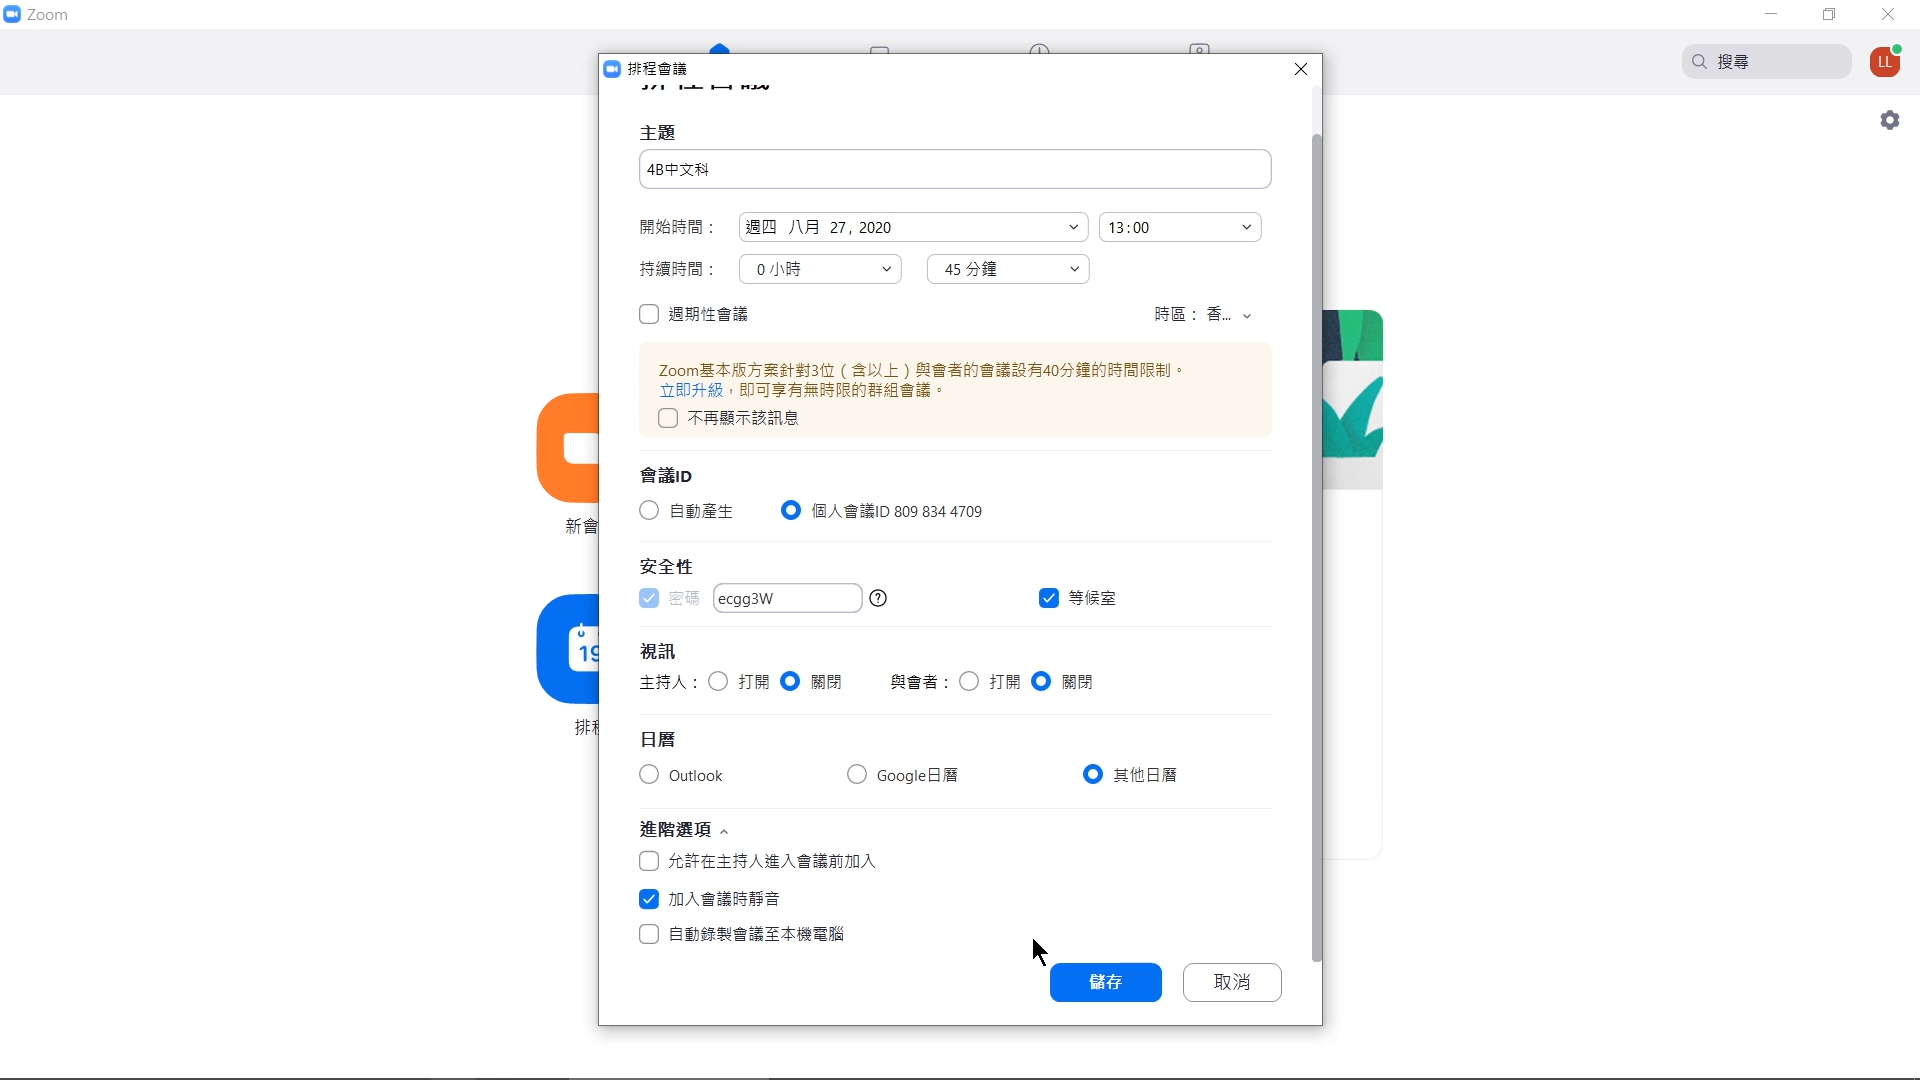 Zoom
排程會議
搜尋
LL
排程會議
主題
4B中文科
開始時間： 週四 八月 27, 2020 13:00
持續時間： 0 小時 45 分鐘
週期性會議 時區： 香...
Zoom基本版方案針對3位（含以上）與會者的會議設有40分鐘的時間限制。
立即升級，即可享有無時限的群組會議。
不再顯示該訊息
會議ID
自動產生 個人會議ID 809 834 4709
新會
安全性
密碼 ecgg3W ? 等候室
視訊
19
主持人： 打開 關閉 與會者： 打開 關閉
排程
日曆
Outlook Google日曆 其他日曆
進階選項
允許在主持人進入會議前加入
加入會議時靜音
自動錄製會議至本機電腦
儲存 取消